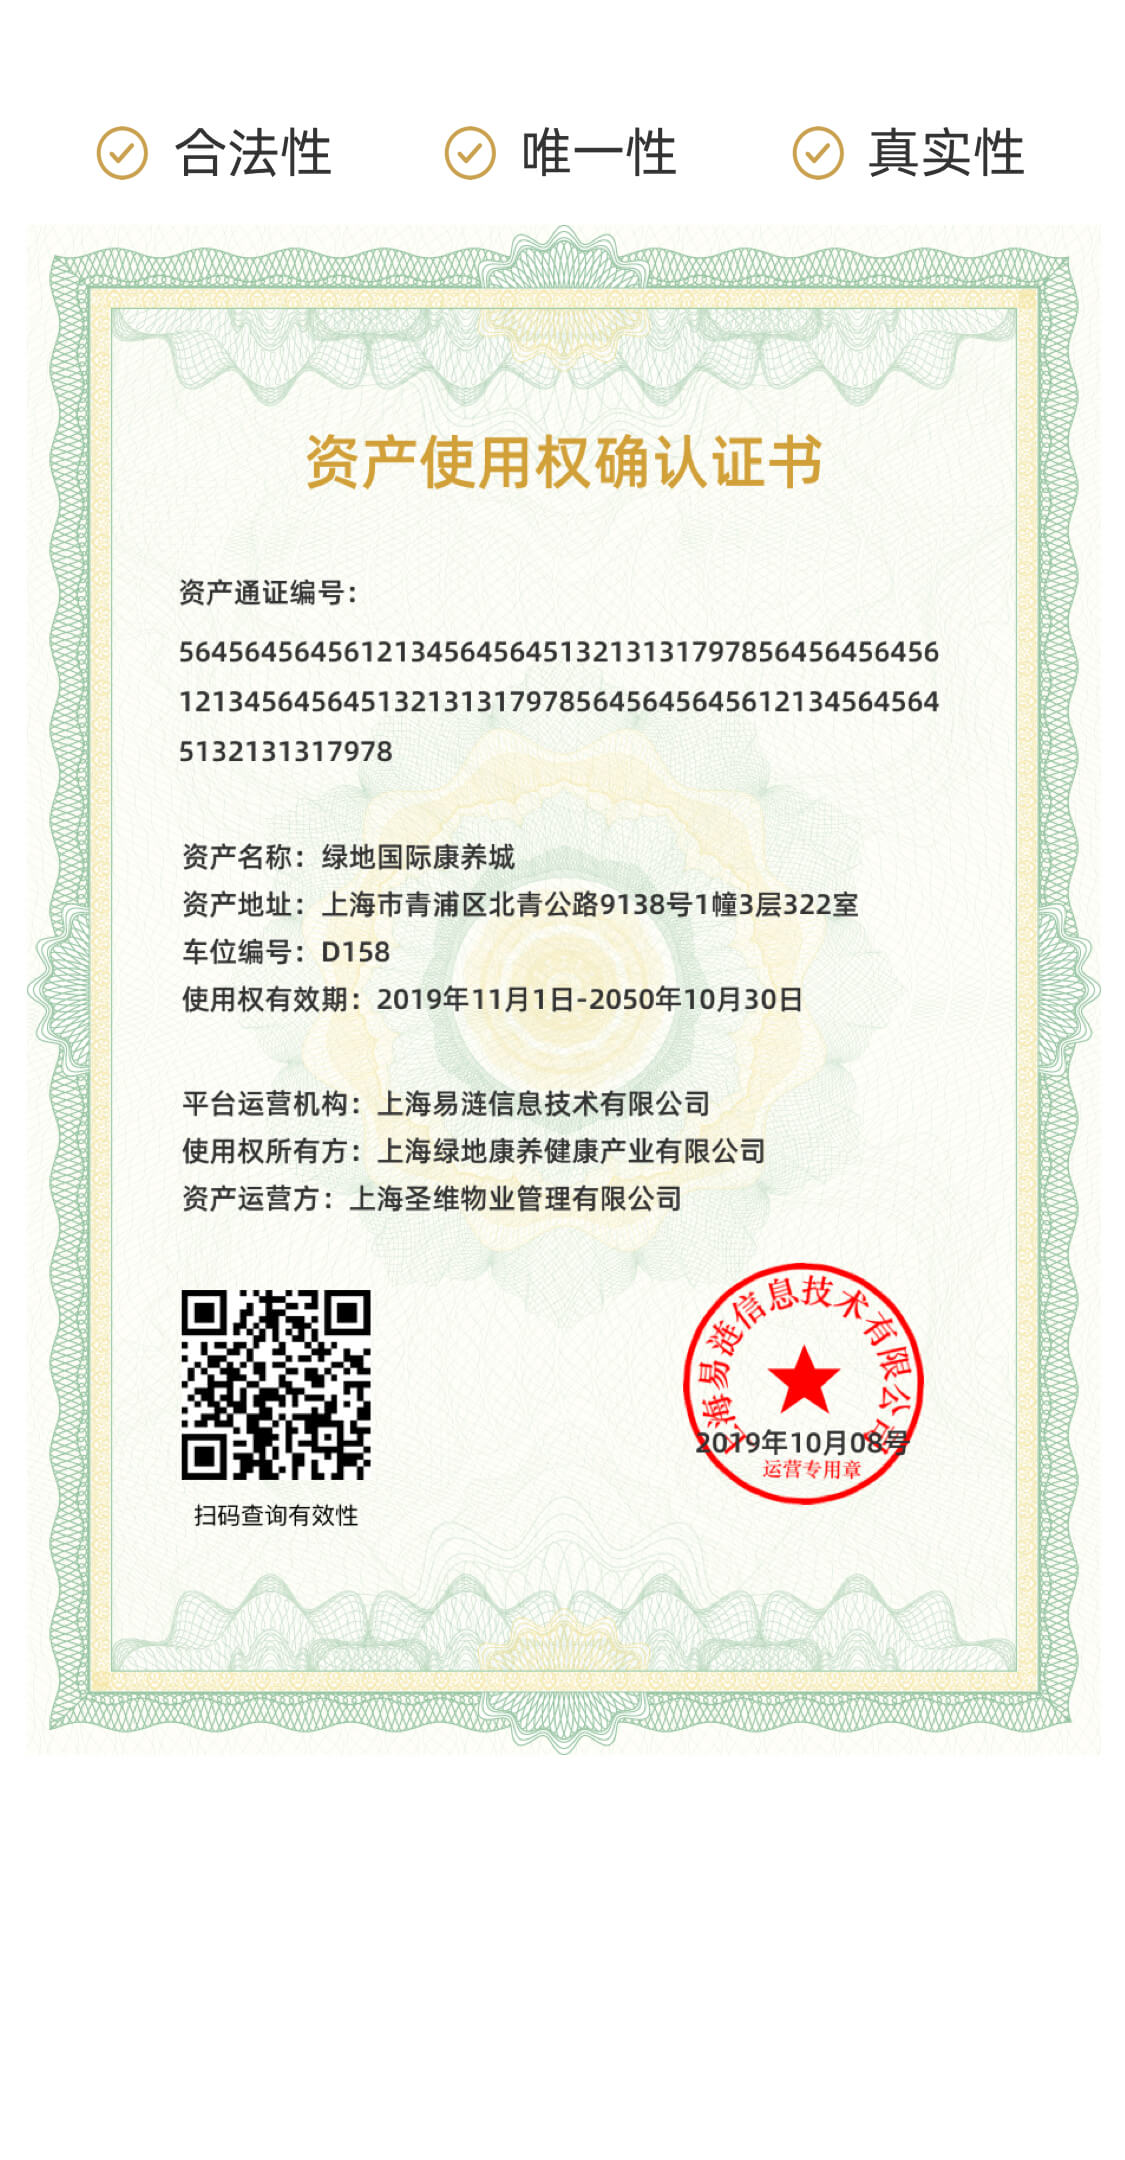 合法性 唯一性 真实性
资产使用权确认证书
资产通证编号：
5645645645612134564564513213131797856456456456
1213456456451321313179785645645645612134564564
5132131317978
资产名称：绿地国际康养城
资产地址：上海市青浦区北青公路9138号1幢3层322室
车位编号：D158
使用权有效期：2019年11月1日-2050年10月30日
平台运营机构：上海易涟信息技术有限公司
使用权所有方：上海绿地康养健康产业有限公司
资产运营方：上海圣维物业管理有限公司
上海易涟信息技术有限公司
2019年10月08号
运营专用章
扫码查询有效性